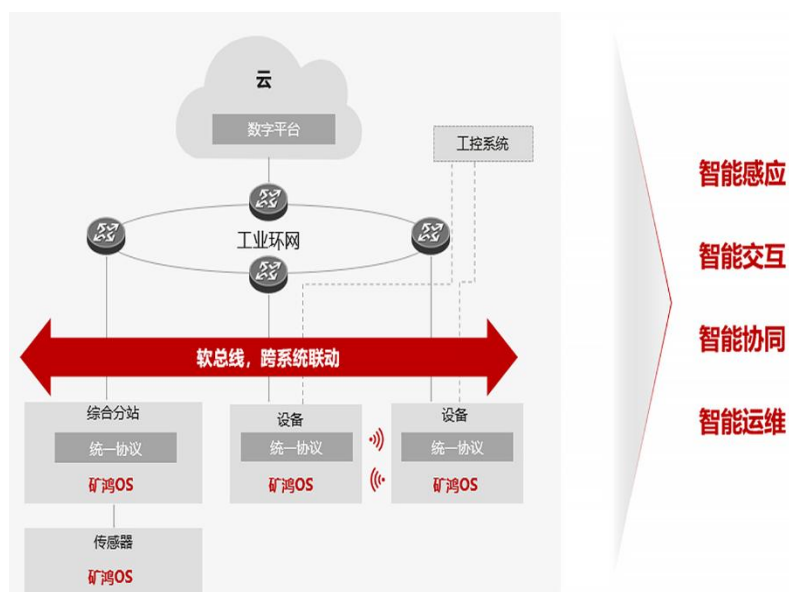 云
数字平台
工控系统
工业环网
软总线，跨系统联动
综合分站
统一协议
矿鸿OS
设备
统一协议
矿鸿OS
设备
统一协议
矿鸿OS
传感器
矿鸿OS
智能感应
智能交互
智能协同
智能运维